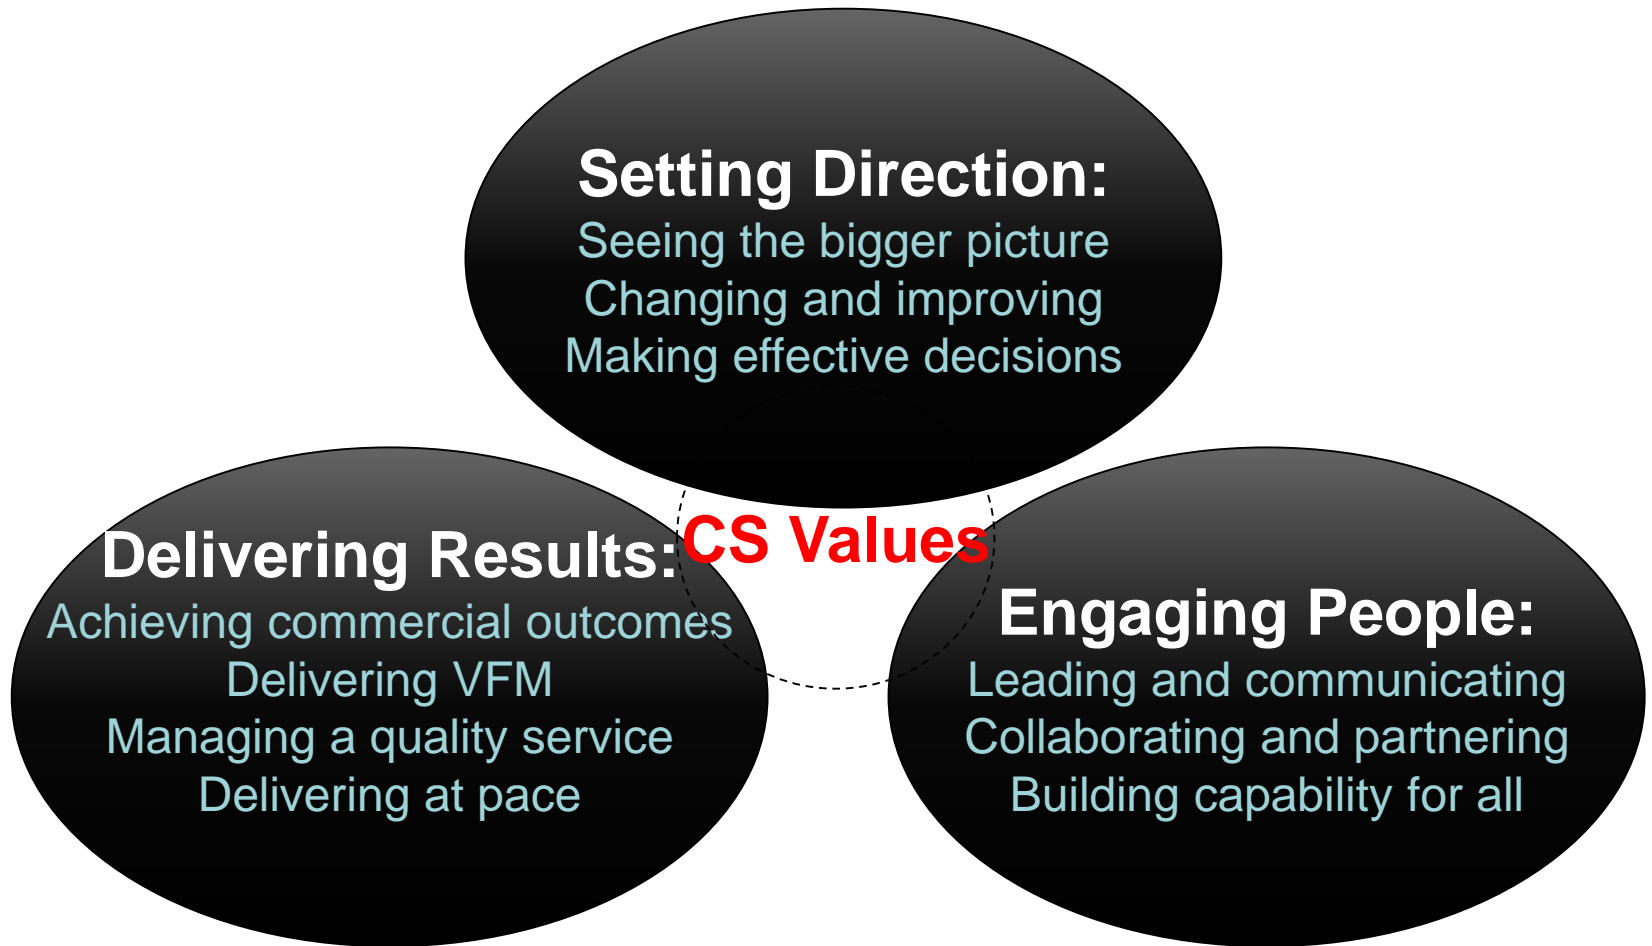 Setting Direction:
Seeing the bigger picture
Changing and improving
Making effective decisions
CS Values
Delivering Results:
Achieving commercial outcomes
Delivering VFM
Managing a quality service
Delivering at pace
Engaging People:
Leading and communicating
Collaborating and partnering
Building capability for all